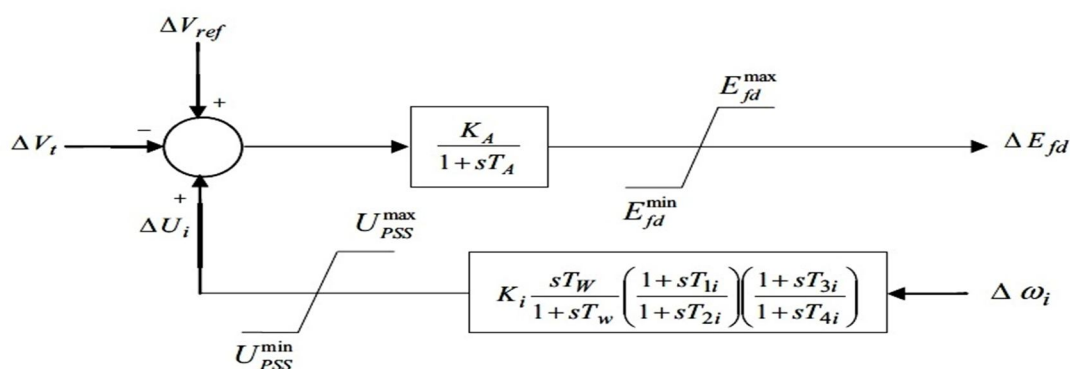 ΔV_ref
+
ΔV_t
−
K_A / (1 + sT_A)
E_fd^max
E_fd^min
ΔE_fd
+
ΔU_i
U_PSS^max
U_PSS^min
K_i (sT_W / (1 + sT_w)) ((1 + sT_1i) / (1 + sT_2i)) ((1 + sT_3i) / (1 + sT_4i))
Δ ω_i